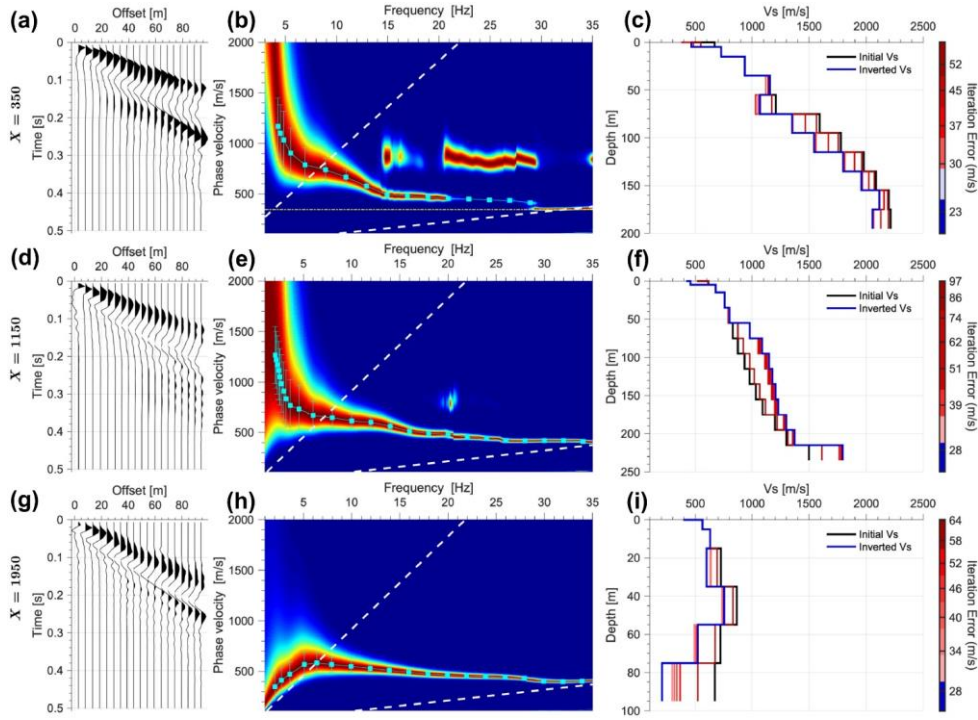 (a)
Offset [m]
0 20 40 60 80
0
0.1
0.2
0.3
0.4
0.5
Time [s]
X = 350
(b)
Frequency [Hz]
5 10 15 20 25 30 35
2000
1500
1000
500
Phase velocity [m/s]
(c)
Vs [m/s]
0 500 1000 1500 2000 2500
0
50
100
150
200
Depth [m]
Initial Vs
Inverted Vs
52
45
37
30
23
Iteration Error (m/s)
(d)
Offset [m]
0 20 40 60 80
0
0.1
0.2
0.3
0.4
0.5
Time [s]
X = 1150
(e)
Frequency [Hz]
5 10 15 20 25 30 35
2000
1500
1000
500
Phase velocity [m/s]
(f)
Vs [m/s]
0 500 1000 1500 2000 2500
0
50
100
150
200
250
Depth [m]
Initial Vs
Inverted Vs
97
86
74
61
51
39
34
28
Iteration Error (m/s)
(g)
Offset [m]
0 20 40 60 80
0
0.1
0.2
0.3
0.4
0.5
Time [s]
X = 1950
(h)
Frequency [Hz]
5 10 15 20 25 30 35
2000
1500
1000
500
Phase velocity [m/s]
(i)
Vs [m/s]
0 500 1000 1500 2000 2500
0
20
40
60
80
100
Depth [m]
Initial Vs
Inverted Vs
64
58
46
40
34
28
Iteration Error (m/s)